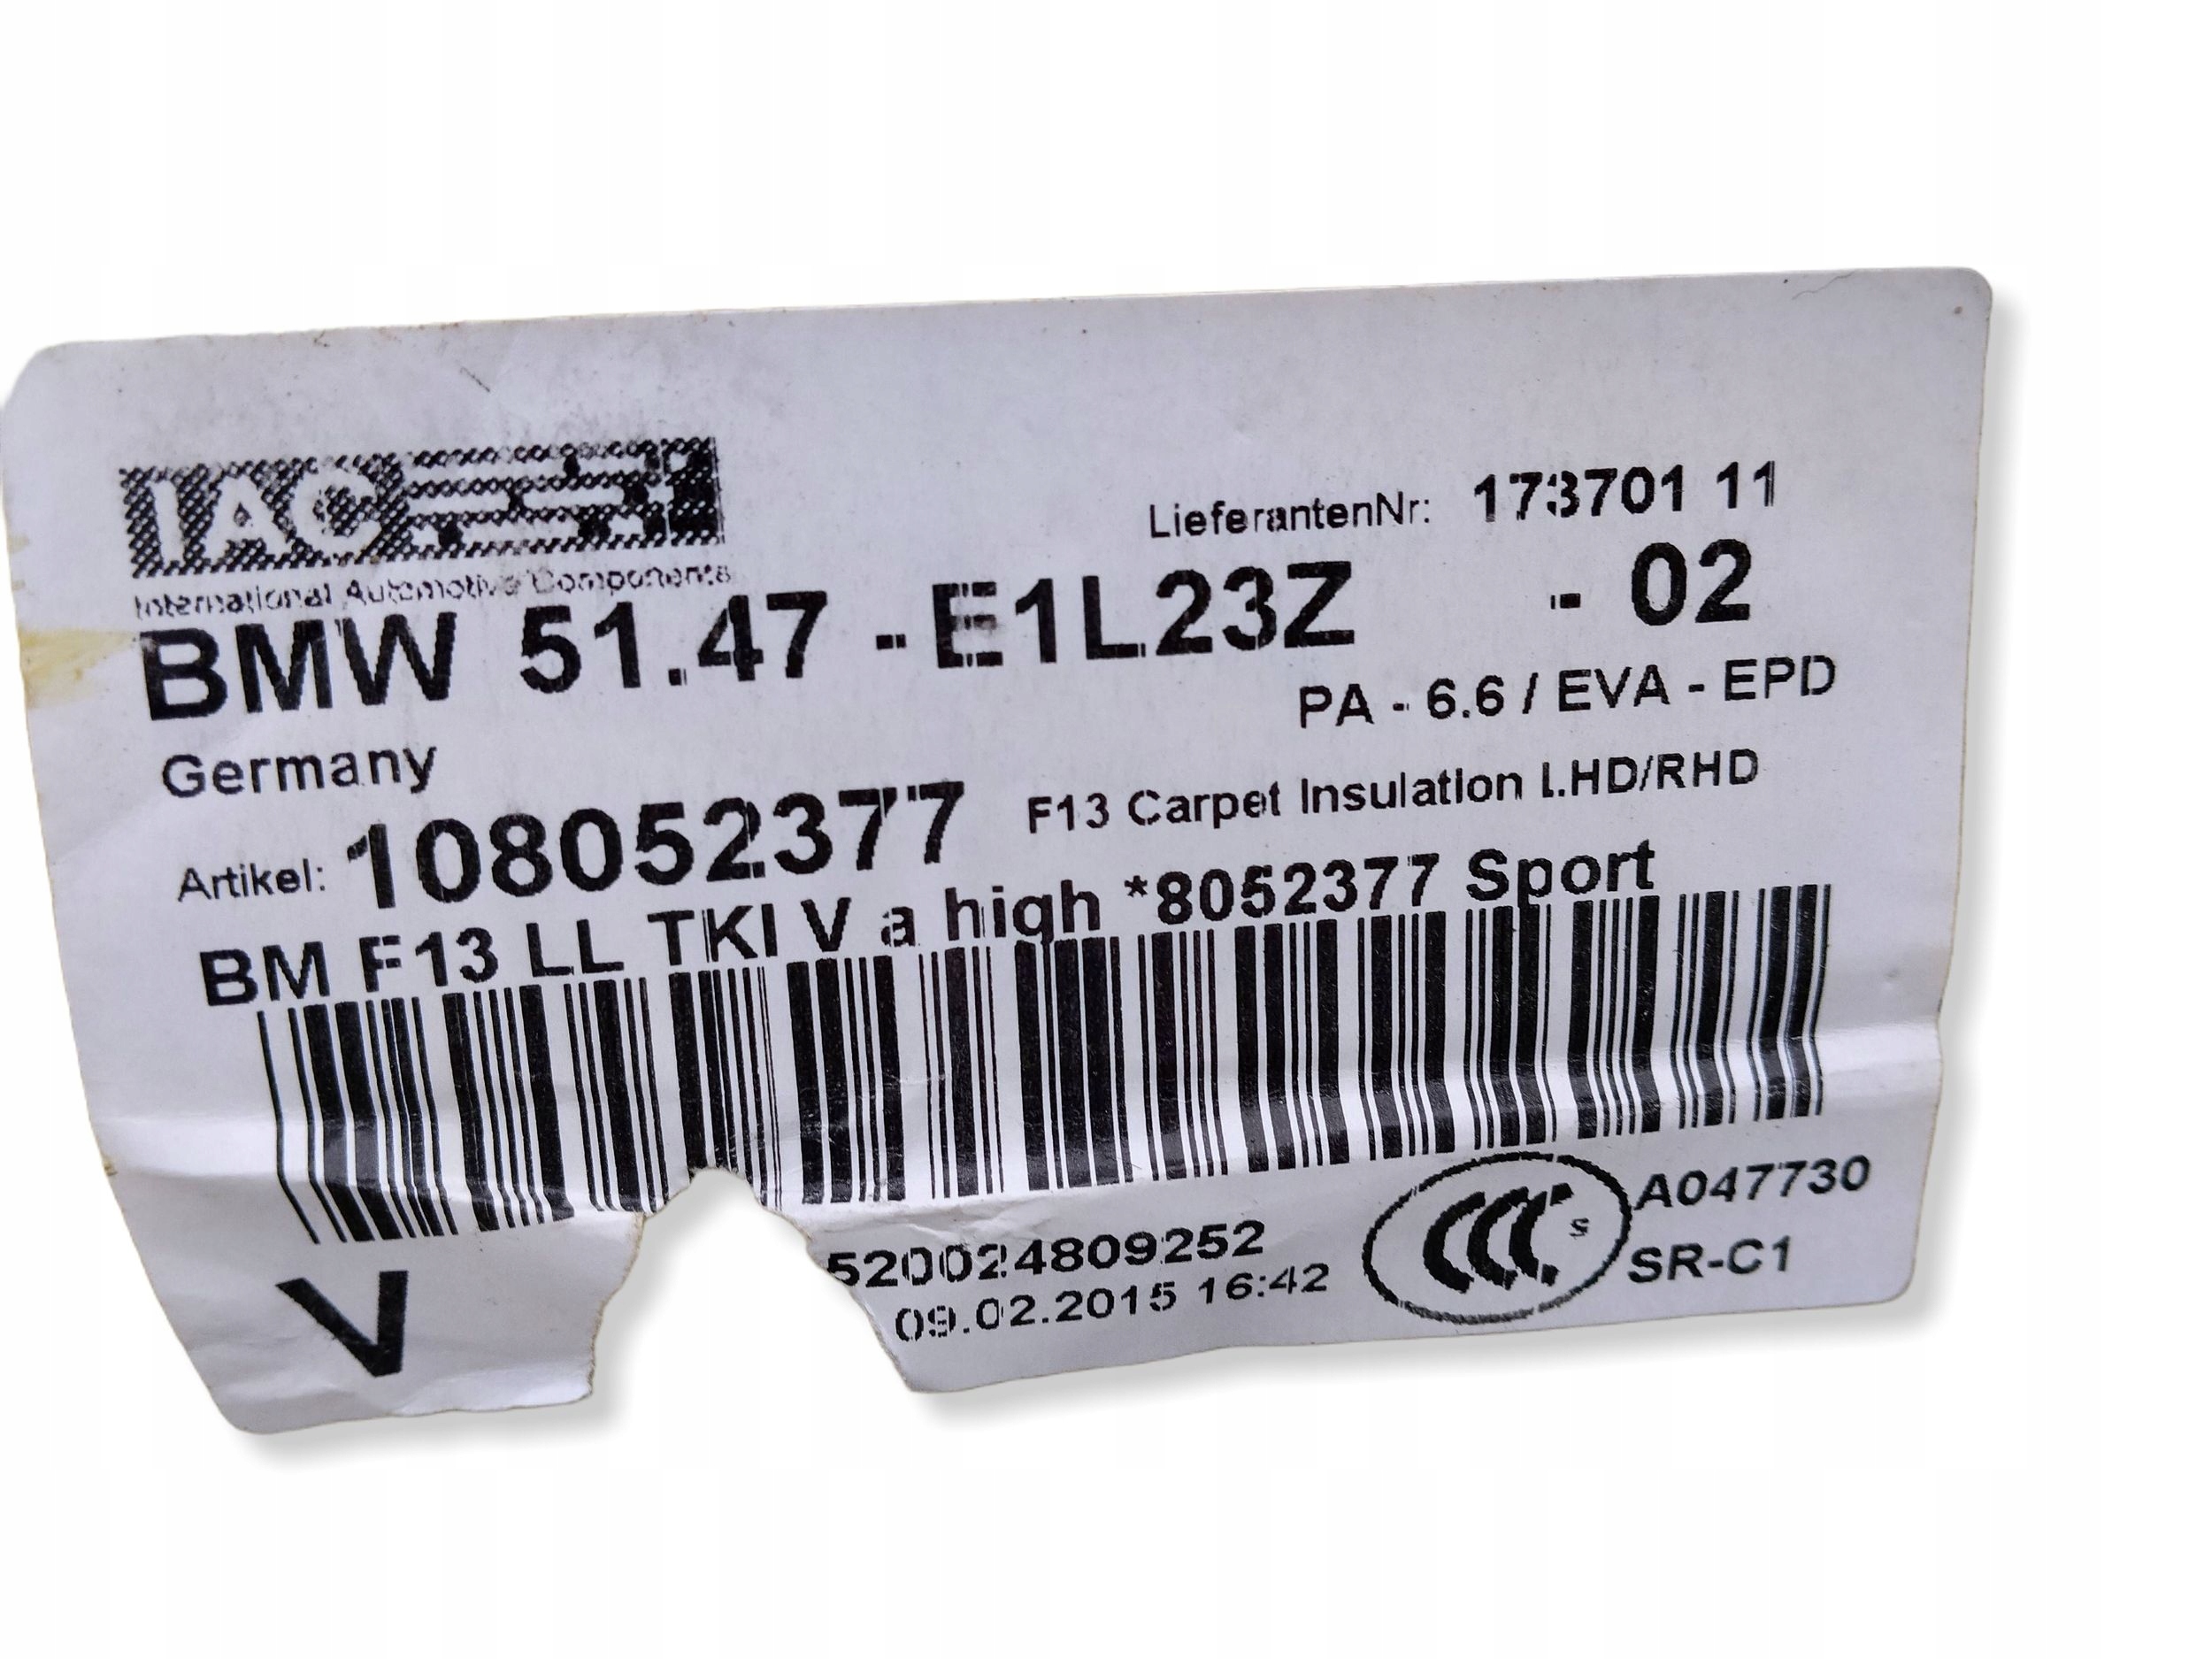 IAC
International Automotive Components
LieferantenNr: 173701 11
BMW 51.47 - E1L23Z - 02
PA - 6.6 / EVA - EPD
Germany
Artikel: 108052377 F13 Carpet Insulation LHD/RHD
BM F13 LL TKI V a high *8052377 Sport
520024809252
09.02.2015 16:42
CCC S
A047730
SR-C1
V